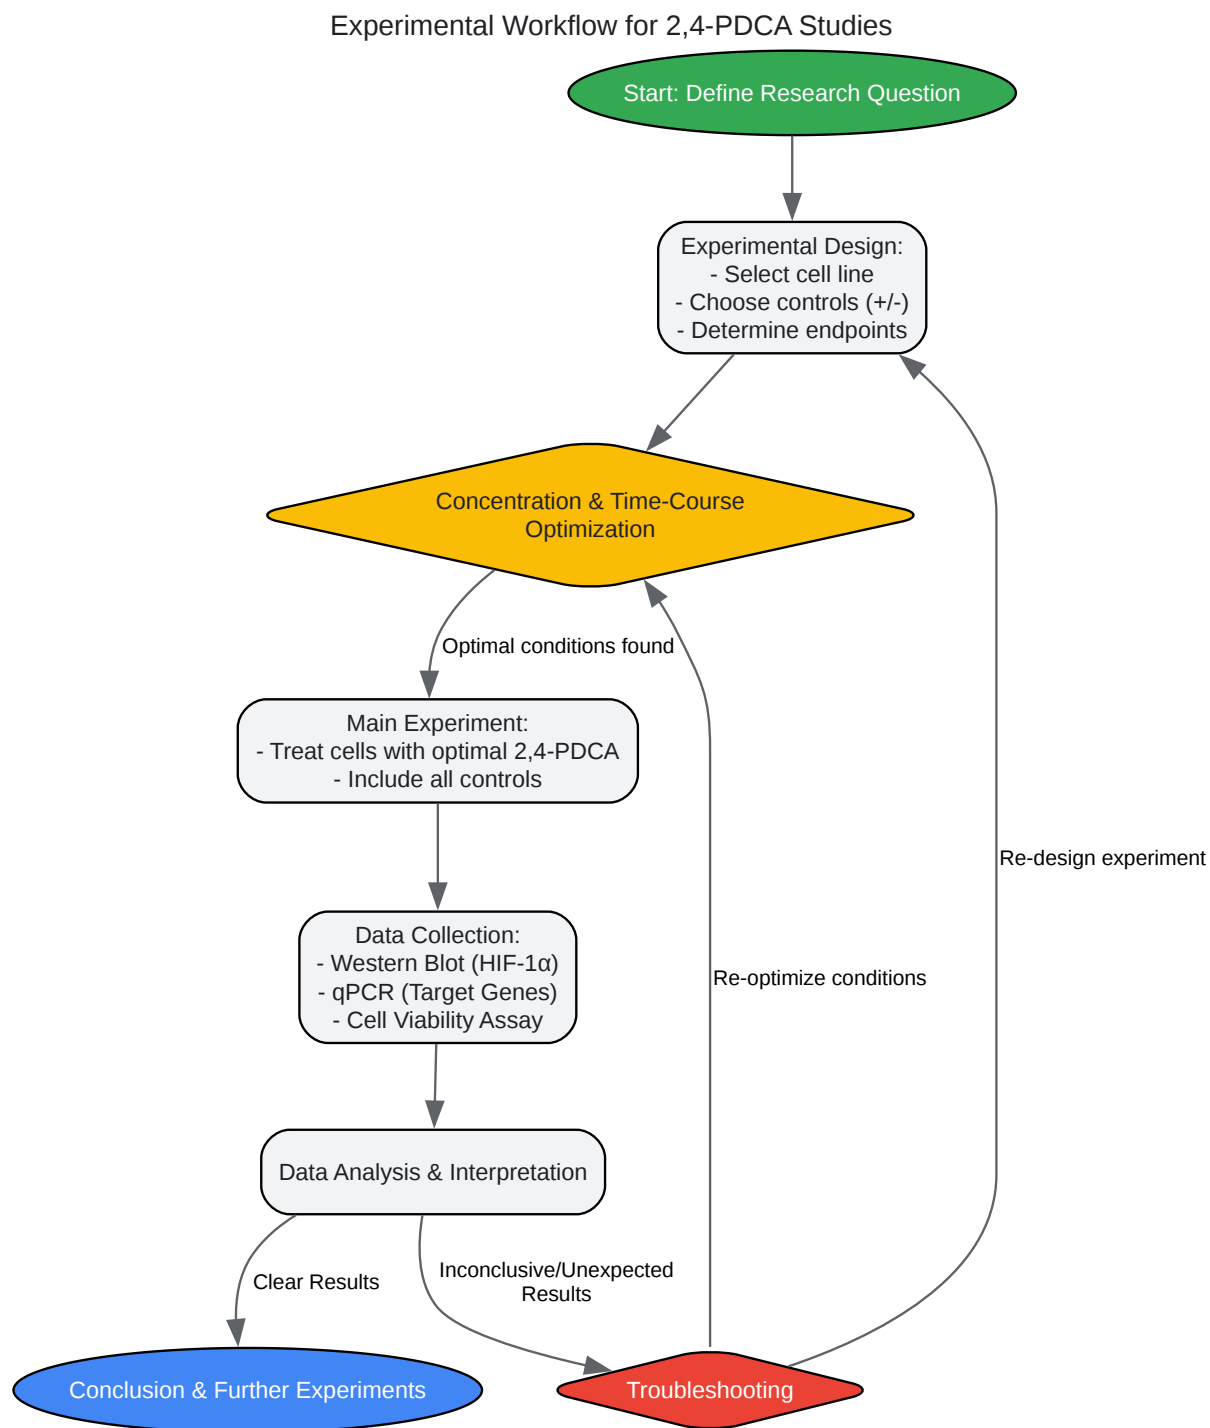 Experimental Workflow for 2,4-PDCA Studies
Start: Define Research Question
Experimental Design:
- Select cell line
- Choose controls (+/-)
- Determine endpoints
Concentration & Time-Course
Optimization
Optimal conditions found
Main Experiment:
- Treat cells with optimal 2,4-PDCA
- Include all controls
Re-design experiment
Data Collection:
- Western Blot (HIF-1α)
- qPCR (Target Genes)
- Cell Viability Assay
Re-optimize conditions
Data Analysis & Interpretation
Clear Results
Inconclusive/Unexpected
Results
Conclusion & Further Experiments
Troubleshooting